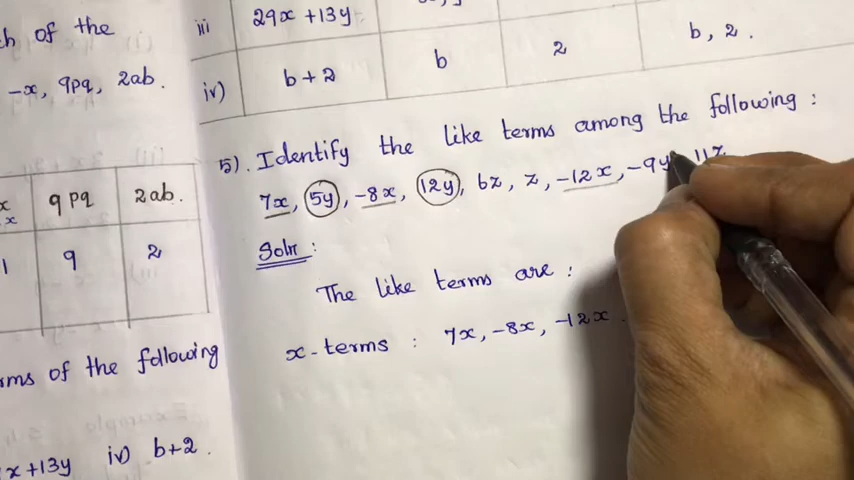 h of the
-x, 9pq, 2ab.
x 9pq 2ab.
x
1 9 2
rms of the following
x+13y iv) b+2.
iii 29x+13y
iv) b+2 b 2 b, 2.
5). Identify the like terms among the following:
7x, 5y, -8x, 12y, 6z, z, -12x, -9y 11z
Soln:
The like terms are:
x-terms : 7x, -8x, -12x.